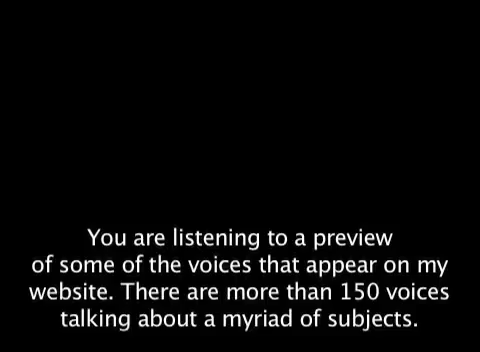 You are listening to a preview
of some of the voices that appear on my
website. There are more than 150 voices
talking about a myriad of subjects.